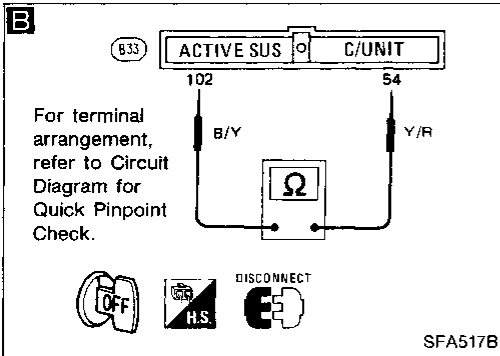 B
B33
ACTIVE SUS
C/UNIT
102
54
B/Y
Y/R
For terminal
arrangement,
refer to Circuit
Diagram for
Quick Pinpoint
Check.
Ω
OFF
H.S.
DISCONNECT
SFA517B